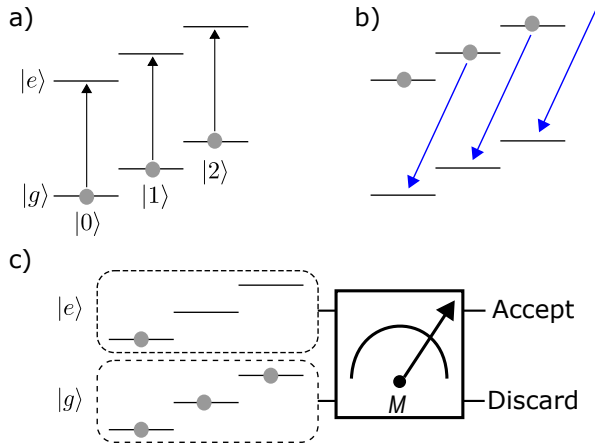 a)
|e⟩
|g⟩
|0⟩
|1⟩
|2⟩
b)
c)
|e⟩
|g⟩
M
Accept
Discard